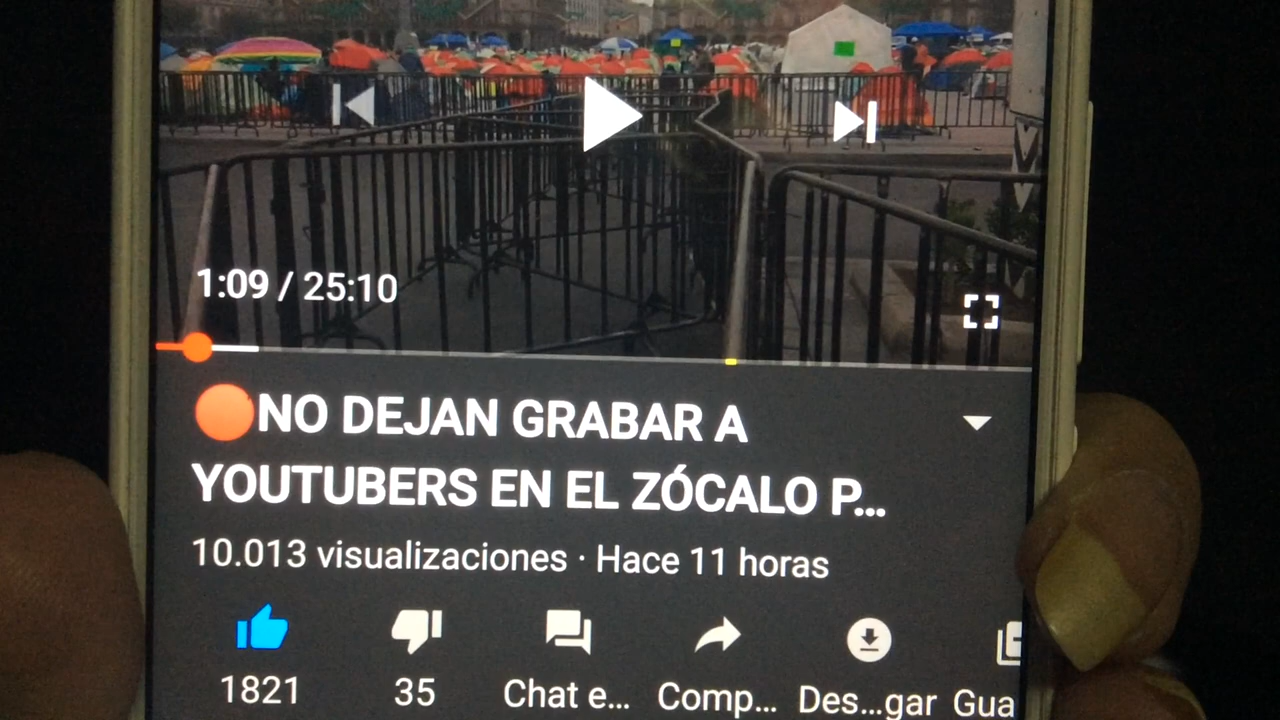 1:09 / 25:10
NO DEJAN GRABAR A
YOUTUBERS EN EL ZÓCALO P...
10.013 visualizaciones · Hace 11 horas
1821 35 Chat e... Comp... Des...gar Gua